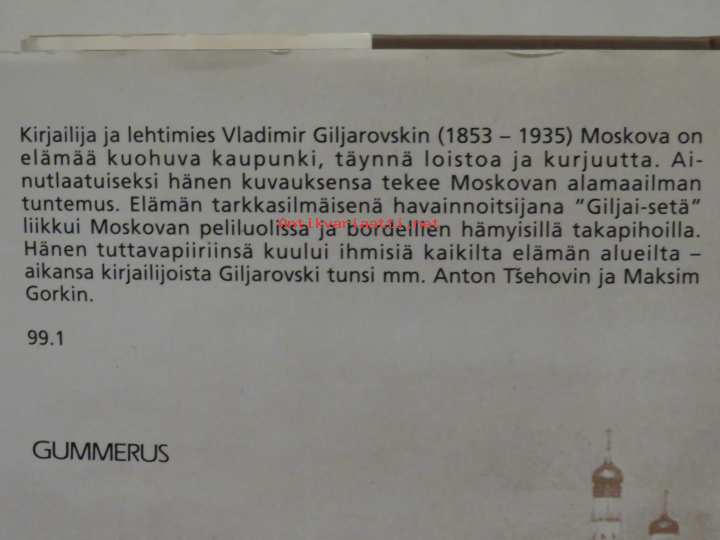 Kirjailija ja lehtimies Vladimir Giljarovskin (1853 – 1935) Moskova on
elämää kuohuva kaupunki, täynnä loistoa ja kurjuutta. Ai-
nutlaatuiseksi hänen kuvauksensa tekee Moskovan alamaailman
tuntemus. Elämän tarkkasilmäisenä havainnoitsijana ”Giljai-setä”
liikkui Moskovan peliluolissa ja bordellien hämyisillä takapihoilla.
Antikvariaatti.net
Hänen tuttavapiiriinsä kuului ihmisiä kaikilta elämän alueilta –
aikansa kirjailijoista Giljarovski tunsi mm. Anton Tšehovin ja Maksim
Gorkin.
99.1
GUMMERUS